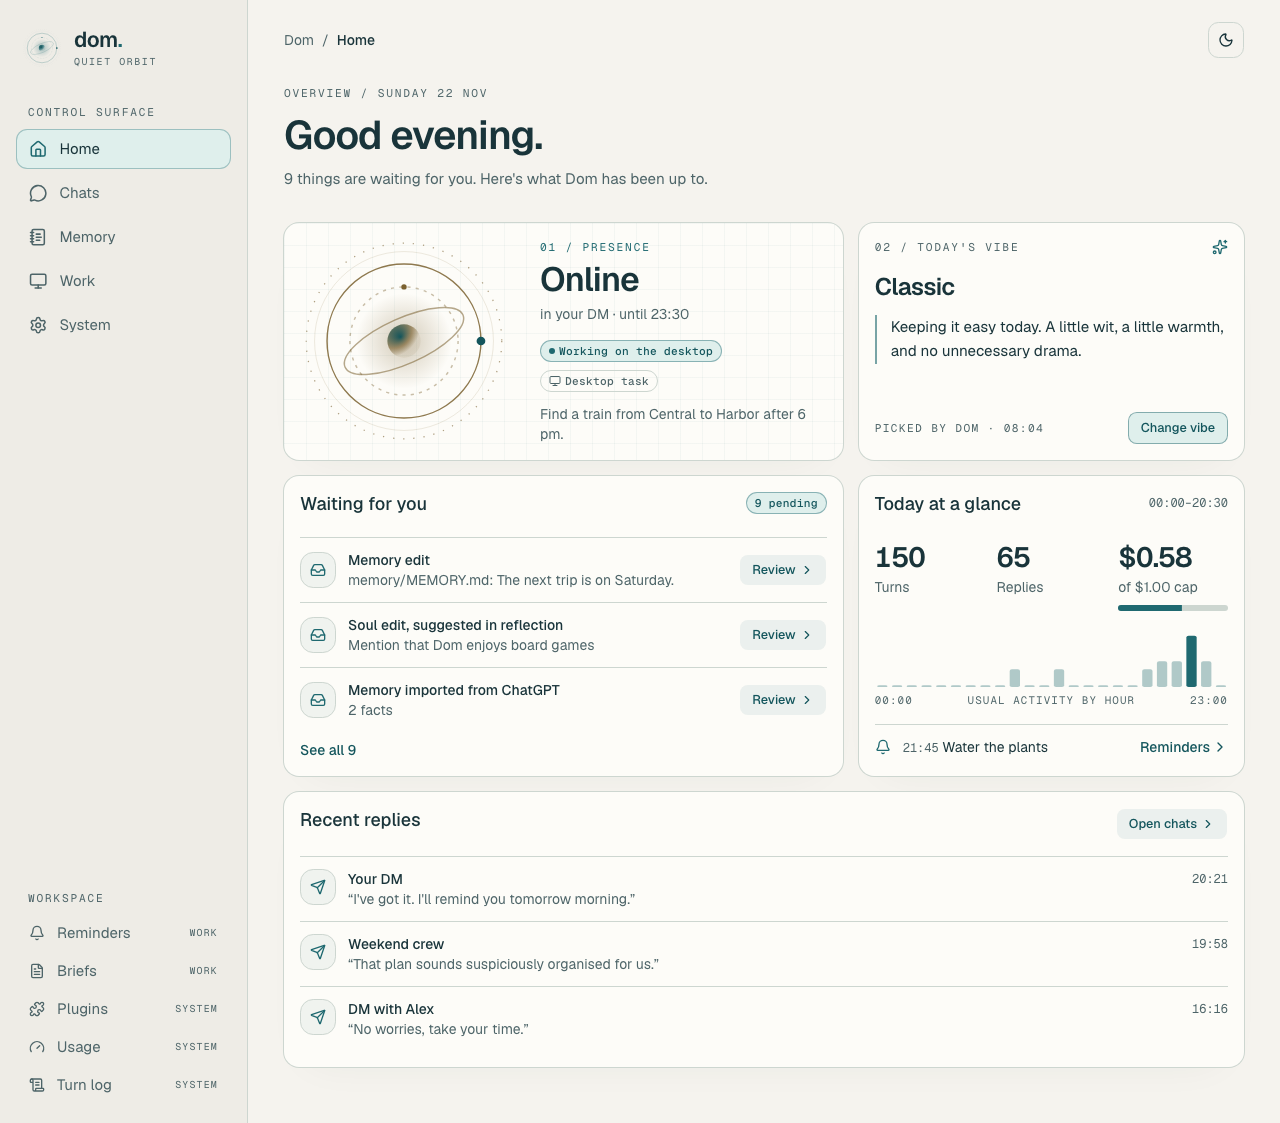 dom.
QUIET ORBIT
CONTROL SURFACE
Home
Chats
Memory
Work
System
WORKSPACE
Reminders WORK
Briefs WORK
Plugins SYSTEM
Usage SYSTEM
Turn log SYSTEM
Dom / Home
OVERVIEW / SUNDAY 22 NOV
Good evening.
9 things are waiting for you. Here's what Dom has been up to.
01 / PRESENCE
Online
in your DM · until 23:30
Working on the desktop
Desktop task
Find a train from Central to Harbor after 6
pm.
02 / TODAY'S VIBE
Classic
Keeping it easy today. A little wit, a little warmth,
and no unnecessary drama.
PICKED BY DOM · 08:04
Change vibe
Waiting for you
9 pending
Memory edit
memory/MEMORY.md: The next trip is on Saturday.
Review
Soul edit, suggested in reflection
Mention that Dom enjoys board games
Review
Memory imported from ChatGPT
2 facts
Review
See all 9
Today at a glance
00:00–20:30
150
Turns
65
Replies
$0.58
of $1.00 cap
00:00 USUAL ACTIVITY BY HOUR 23:00
21:45 Water the plants
Reminders
Recent replies
Open chats
Your DM
20:21
“I've got it. I'll remind you tomorrow morning.”
Weekend crew
19:58
“That plan sounds suspiciously organised for us.”
DM with Alex
16:16
“No worries, take your time.”